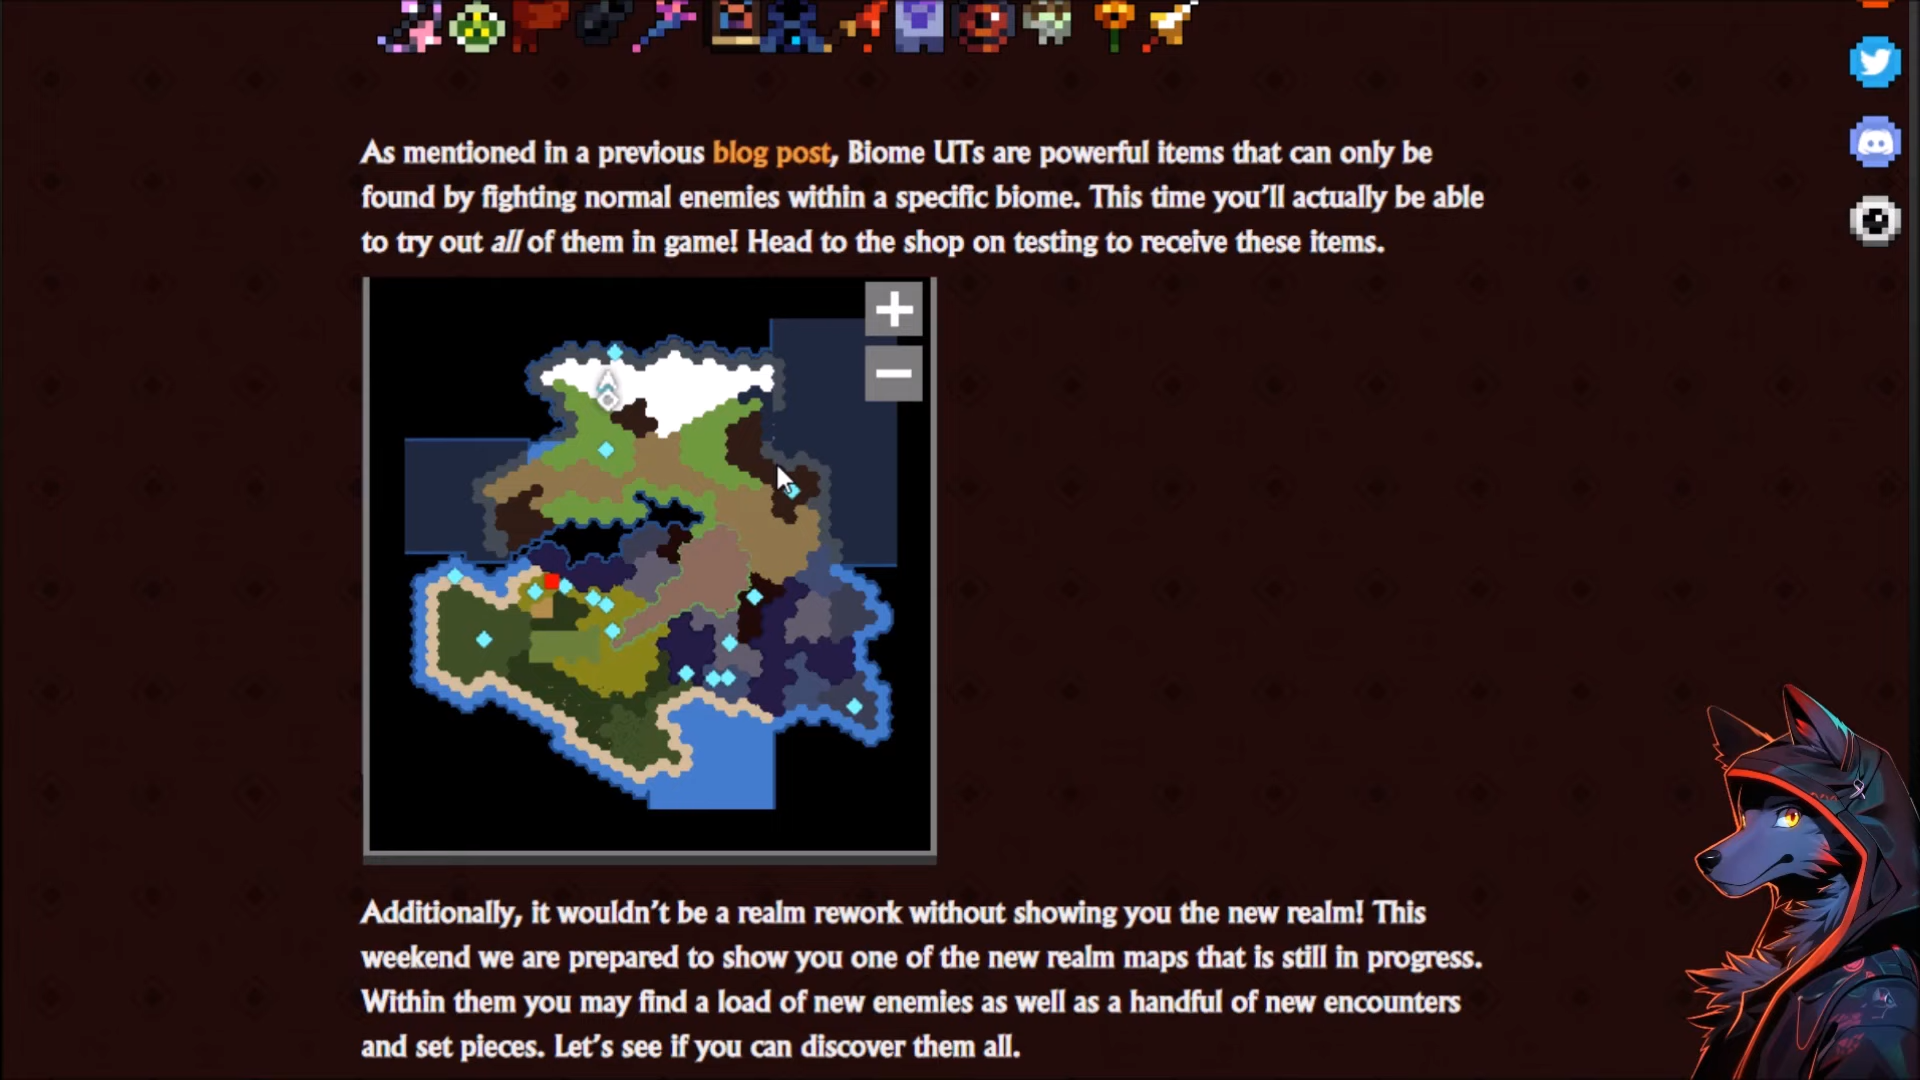 As mentioned in a previous blog post, Biome UTs are powerful items that can only be
found by fighting normal enemies within a specific biome. This time you’ll actually be able
to try out all of them in game! Head to the shop on testing to receive these items.
Additionally, it wouldn’t be a realm rework without showing you the new realm! This
weekend we are prepared to show you one of the new realm maps that is still in progress.
Within them you may find a load of new enemies as well as a handful of new encounters
and set pieces. Let’s see if you can discover them all.